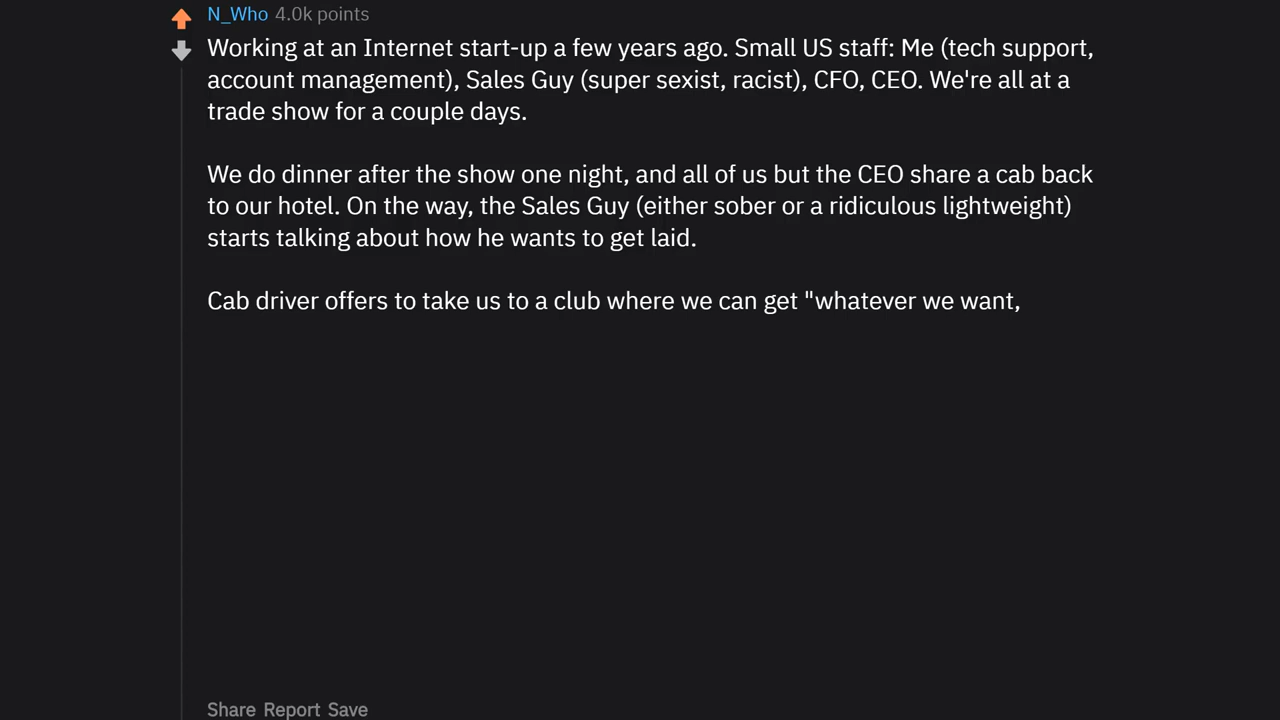 N_Who 4.0k points
Working at an Internet start-up a few years ago. Small US staff: Me (tech support,
account management), Sales Guy (super sexist, racist), CFO, CEO. We're all at a
trade show for a couple days.
We do dinner after the show one night, and all of us but the CEO share a cab back
to our hotel. On the way, the Sales Guy (either sober or a ridiculous lightweight)
starts talking about how he wants to get laid.
Cab driver offers to take us to a club where we can get "whatever we want,
Share Report Save